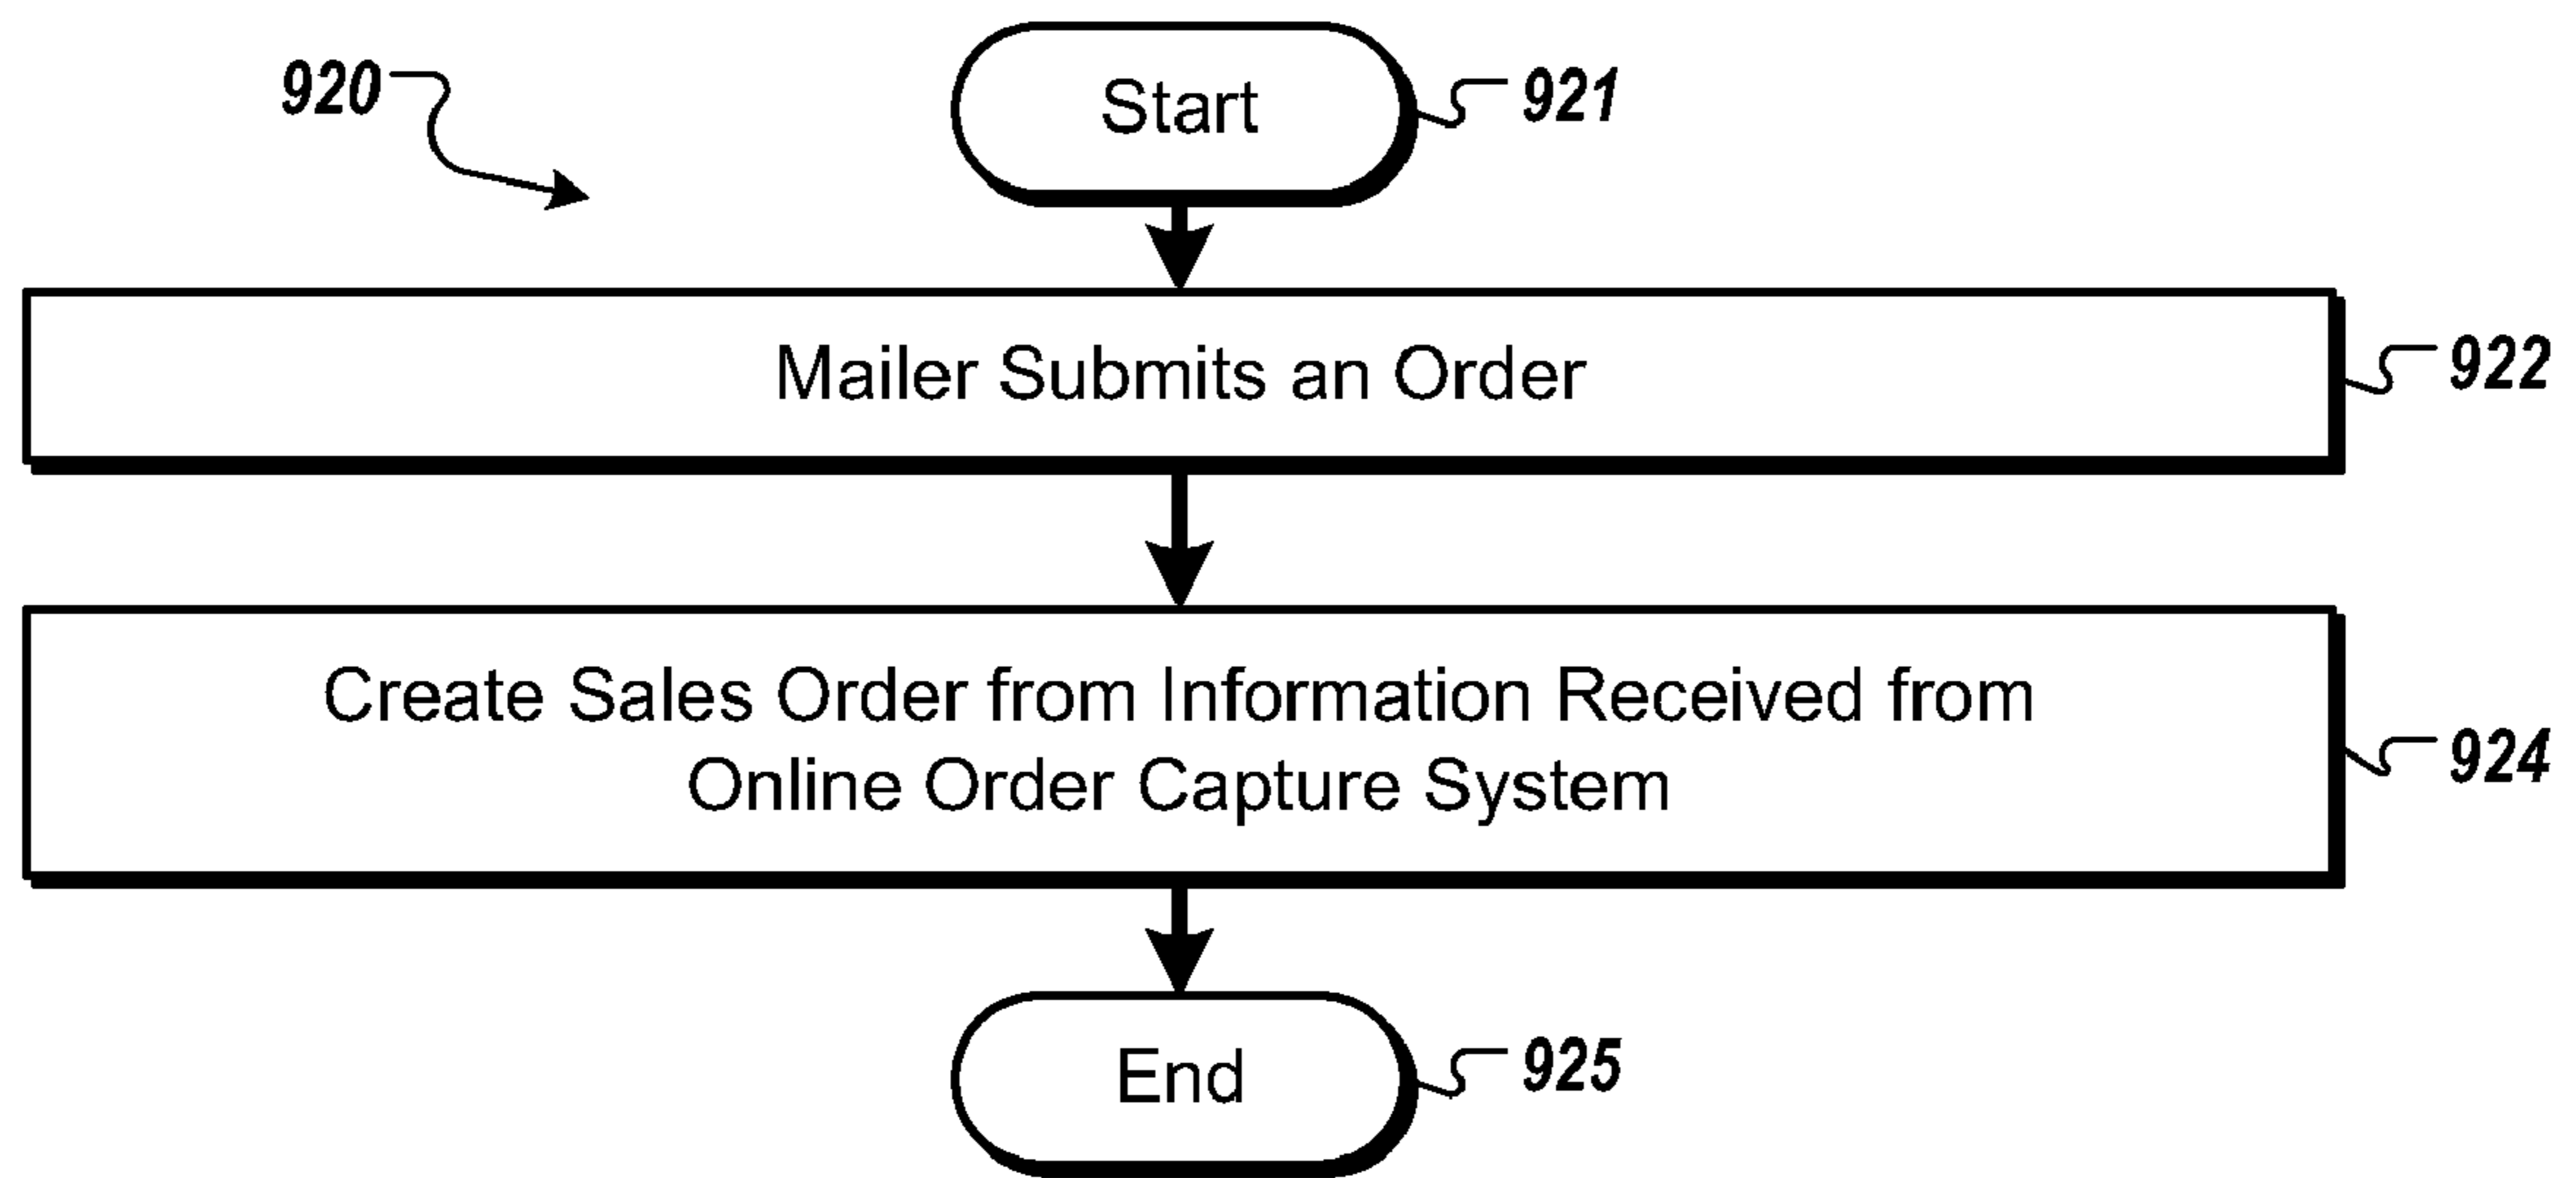 920
Start
921
Mailer Submits an Order
922
Create Sales Order from Information Received from
Online Order Capture System
924
End
925